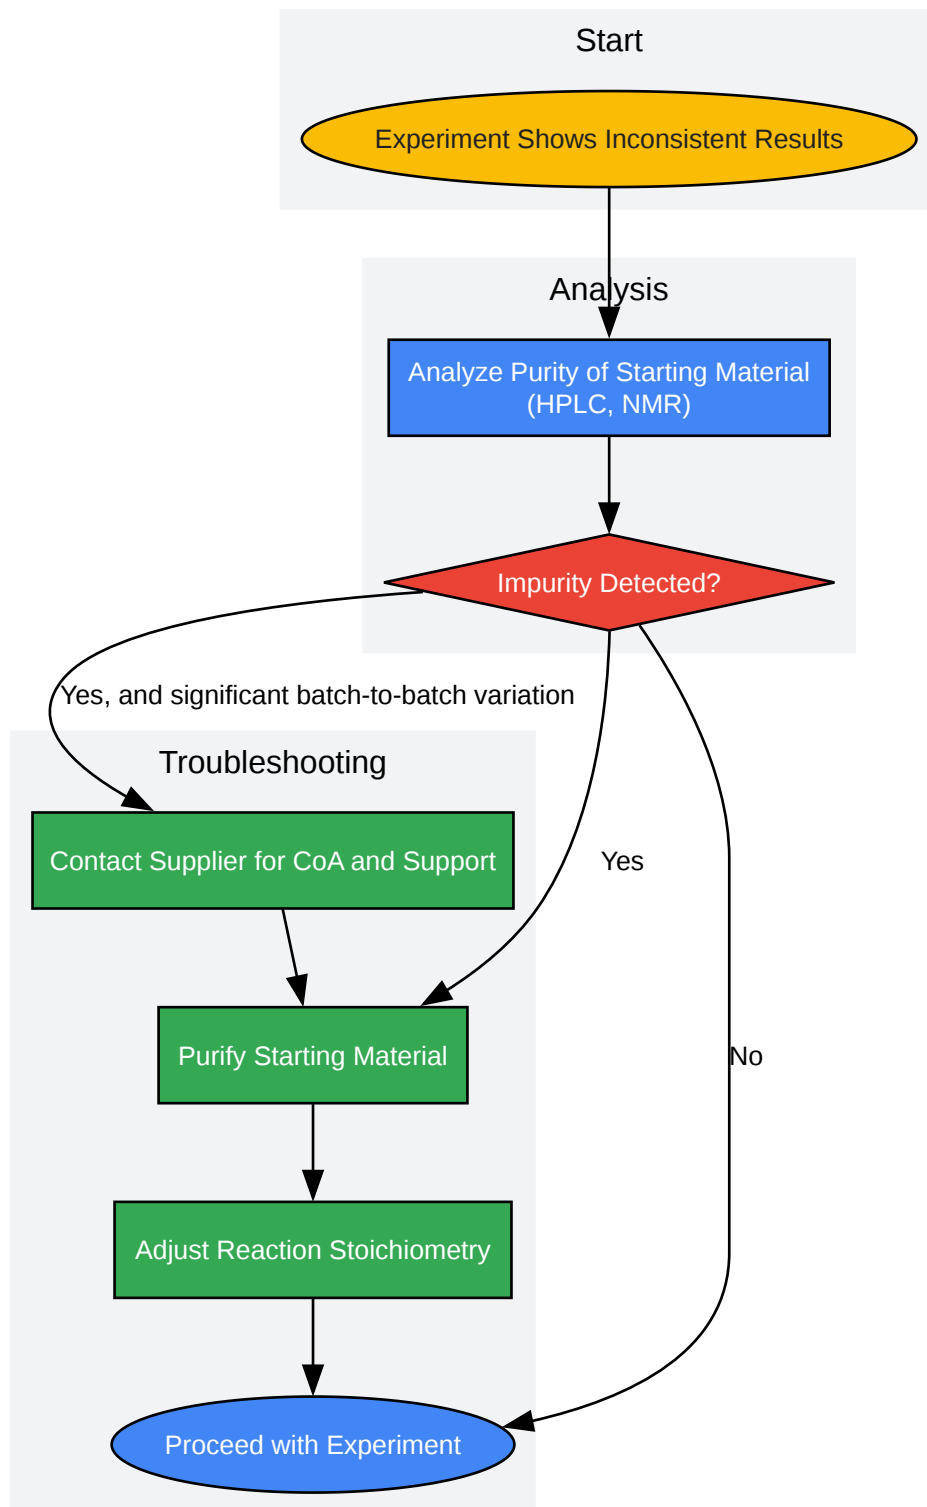 Start
Experiment Shows Inconsistent Results
Analysis
Analyze Purity of Starting Material
(HPLC, NMR)
Impurity Detected?
Yes, and significant batch-to-batch variation
Troubleshooting
Contact Supplier for CoA and Support
Yes
Purify Starting Material
No
Adjust Reaction Stoichiometry
Proceed with Experiment